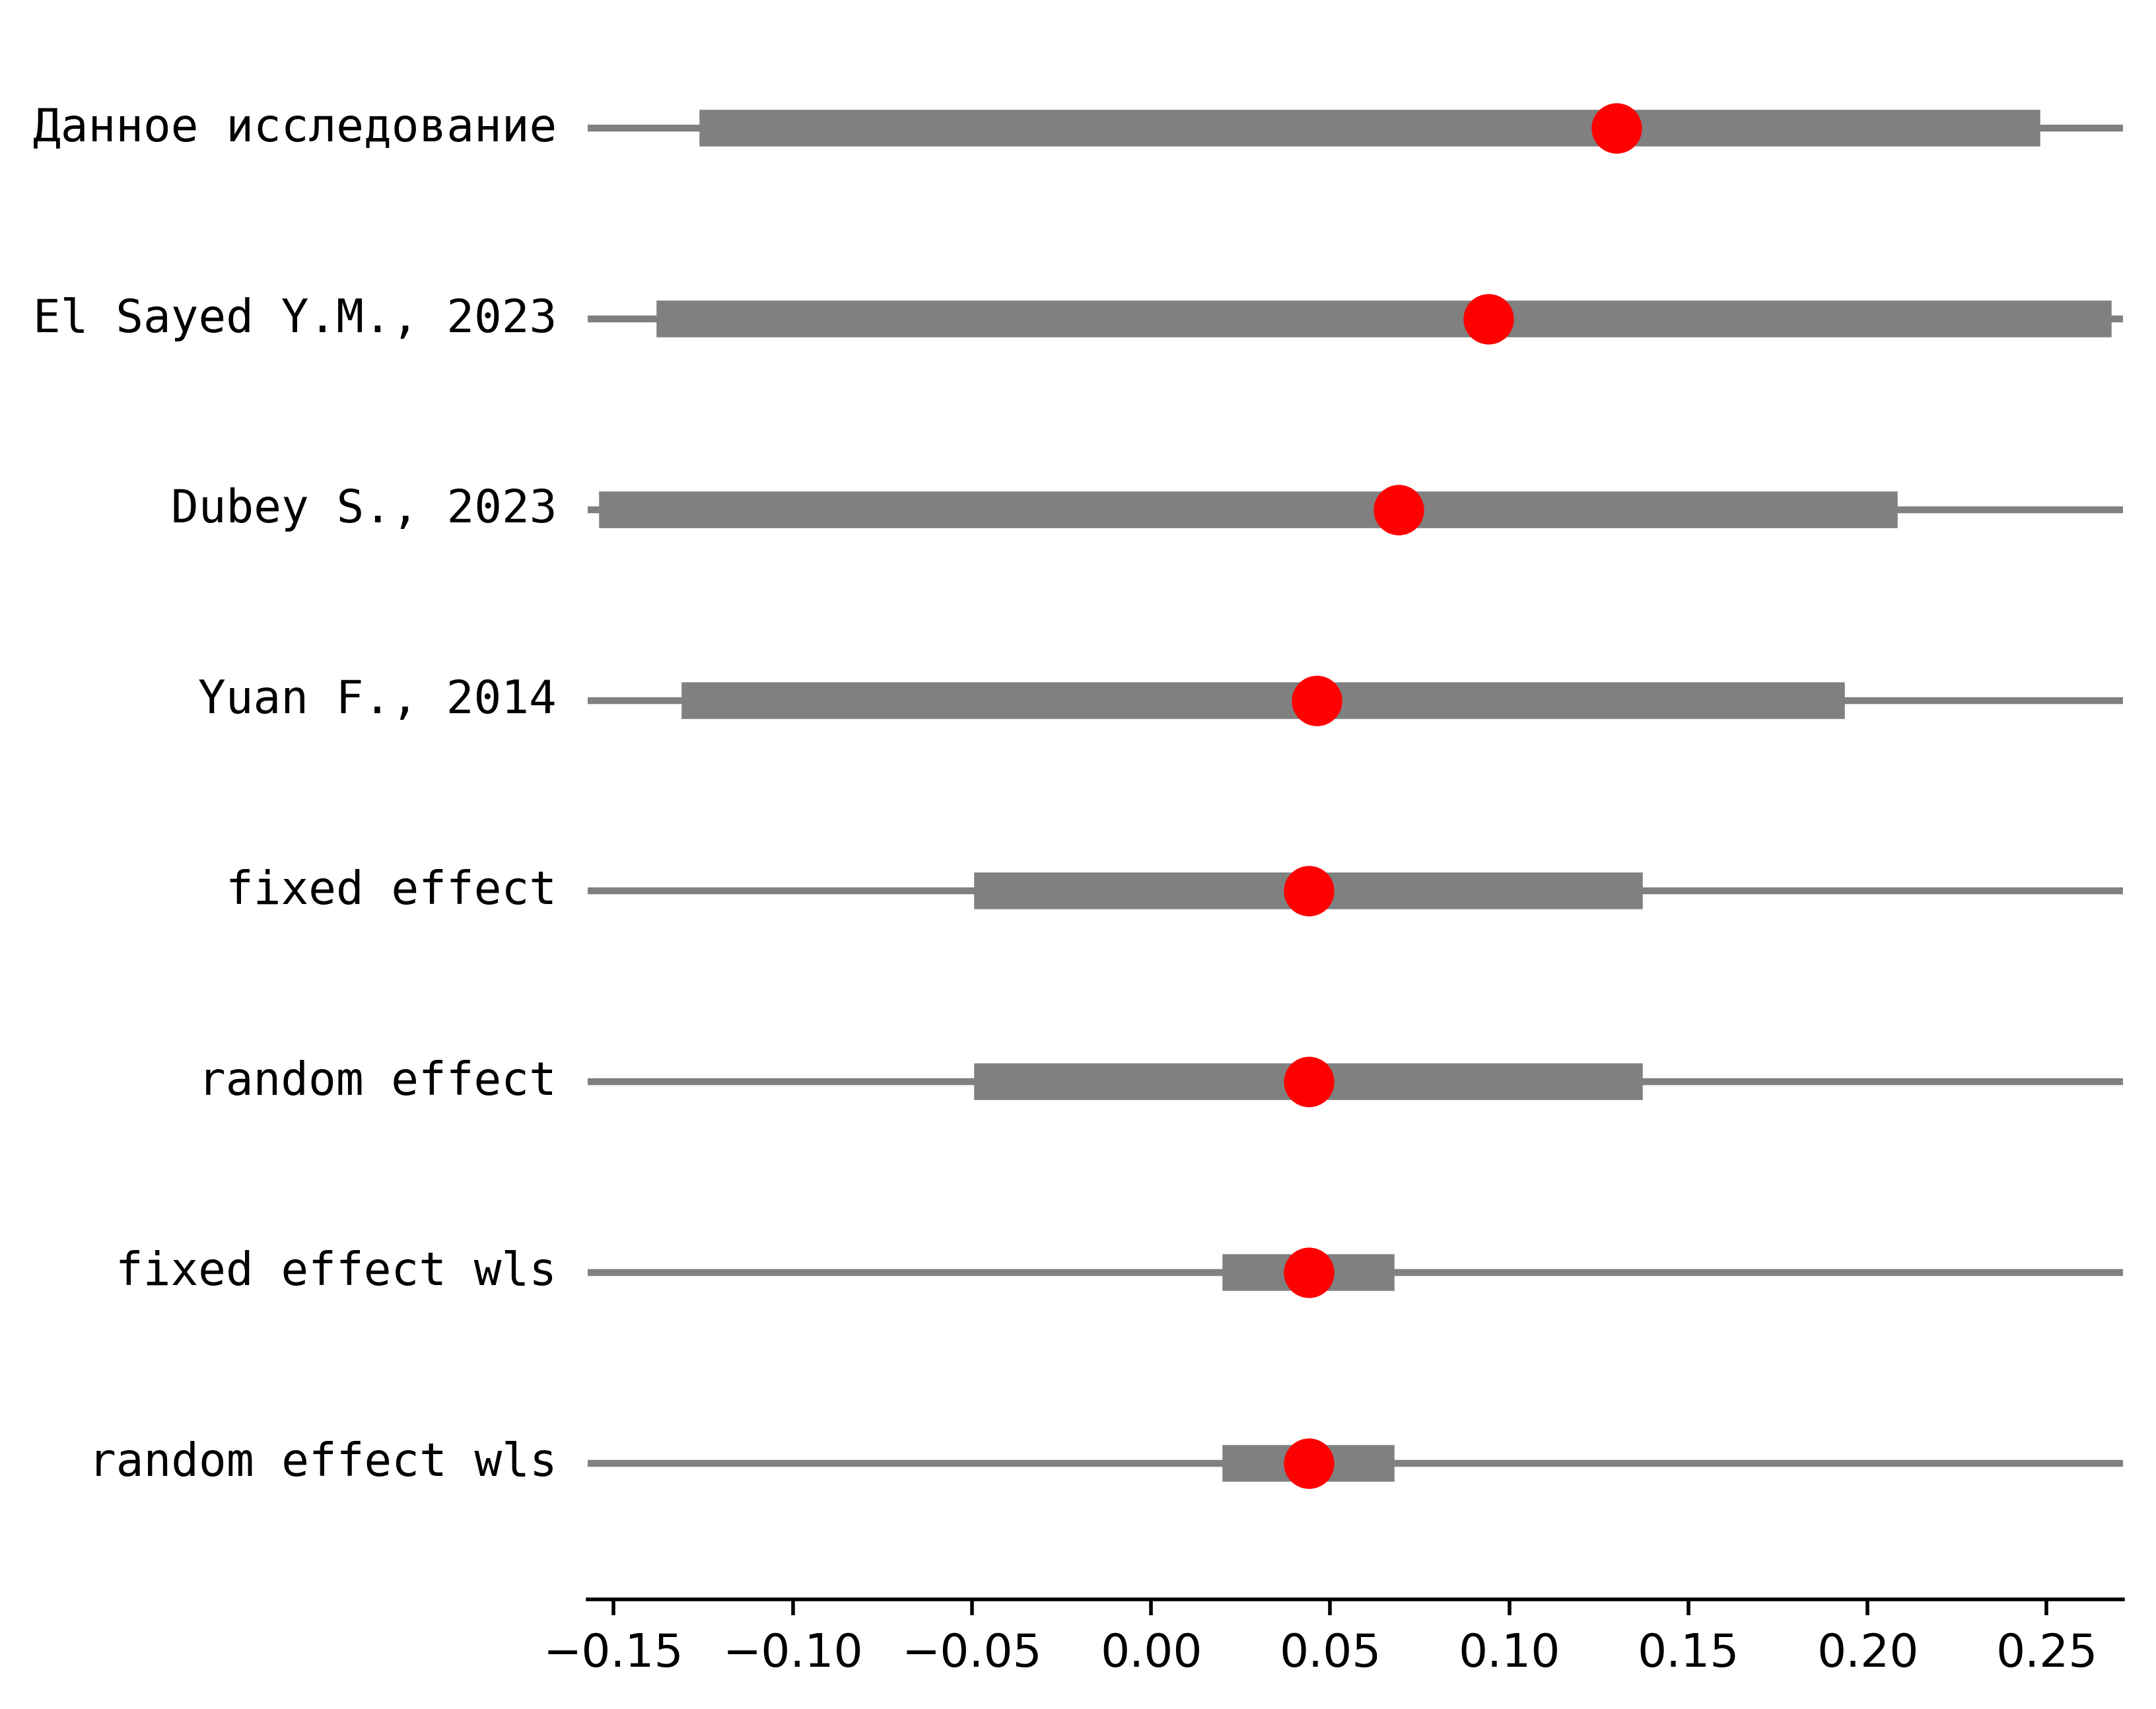 Данное исследование
El Sayed Y.M., 2023
Dubey S., 2023
Yuan F., 2014
fixed effect
random effect
fixed effect wls
random effect wls
−0.15 −0.10 −0.05 0.00 0.05 0.10 0.15 0.20 0.25